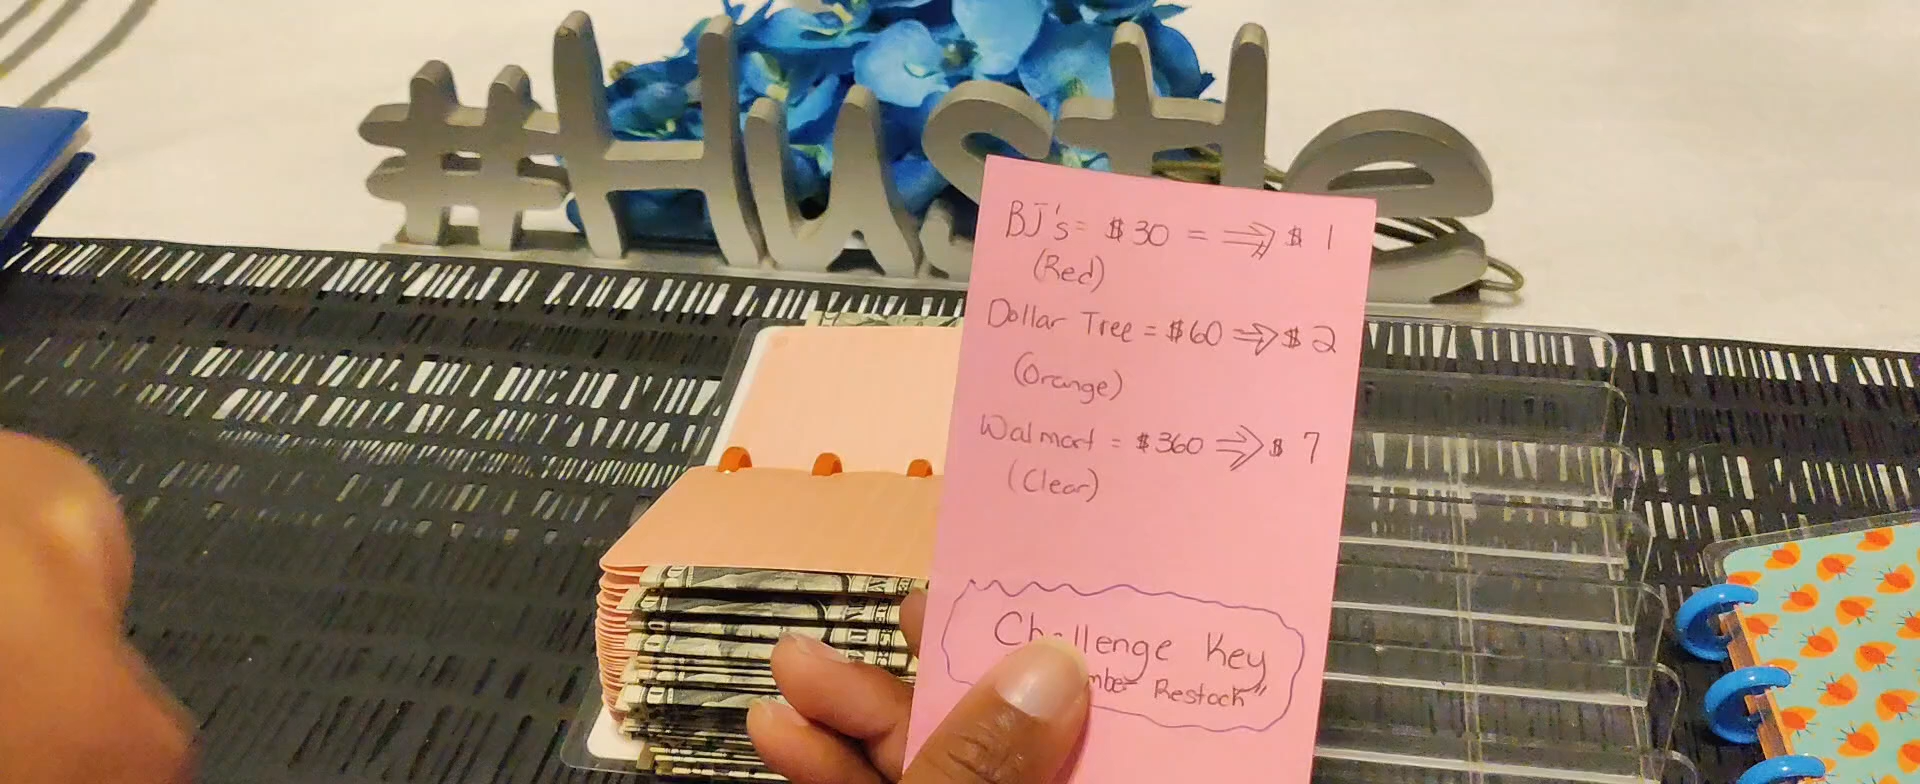 #Hustle
BJ's = $30 = ⇒ $ 1
(Red)
Dollar Tree = $60 ⇒ $ 2
(Orange)
Walmart = $360 ⇒ $ 7
(Clear)
Challenge Key
Restock"